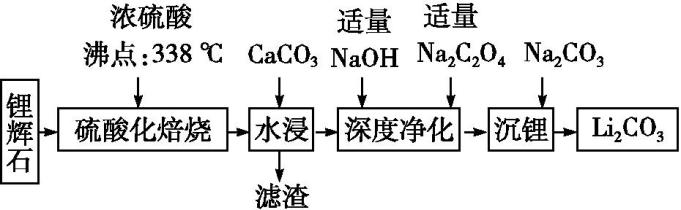 浓硫酸
沸点:338 ℃
CaCO₃
适量
NaOH
适量
Na₂C₂O₄
Na₂CO₃
锂辉石
硫酸化焙烧
水浸
深度净化
沉锂
Li₂CO₃
滤渣